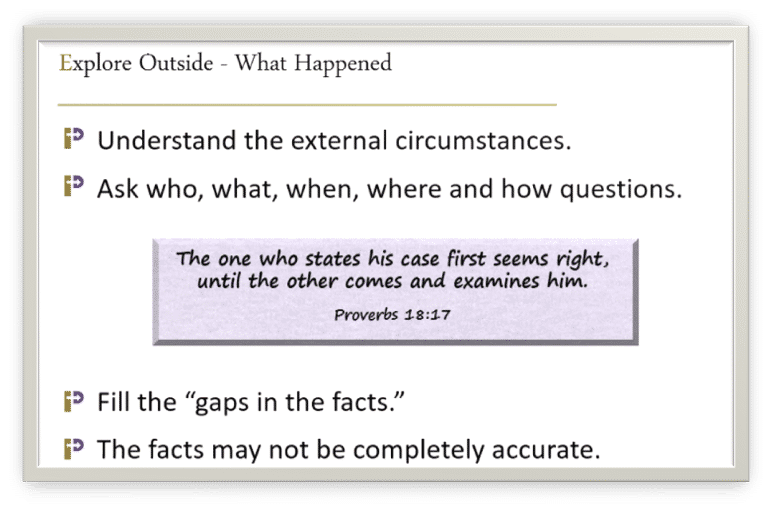 Explore Outside - What Happened
Understand the external circumstances.
Ask who, what, when, where and how questions.
The one who states his case first seems right,
until the other comes and examines him.
Proverbs 18:17
Fill the “gaps in the facts.”
The facts may not be completely accurate.